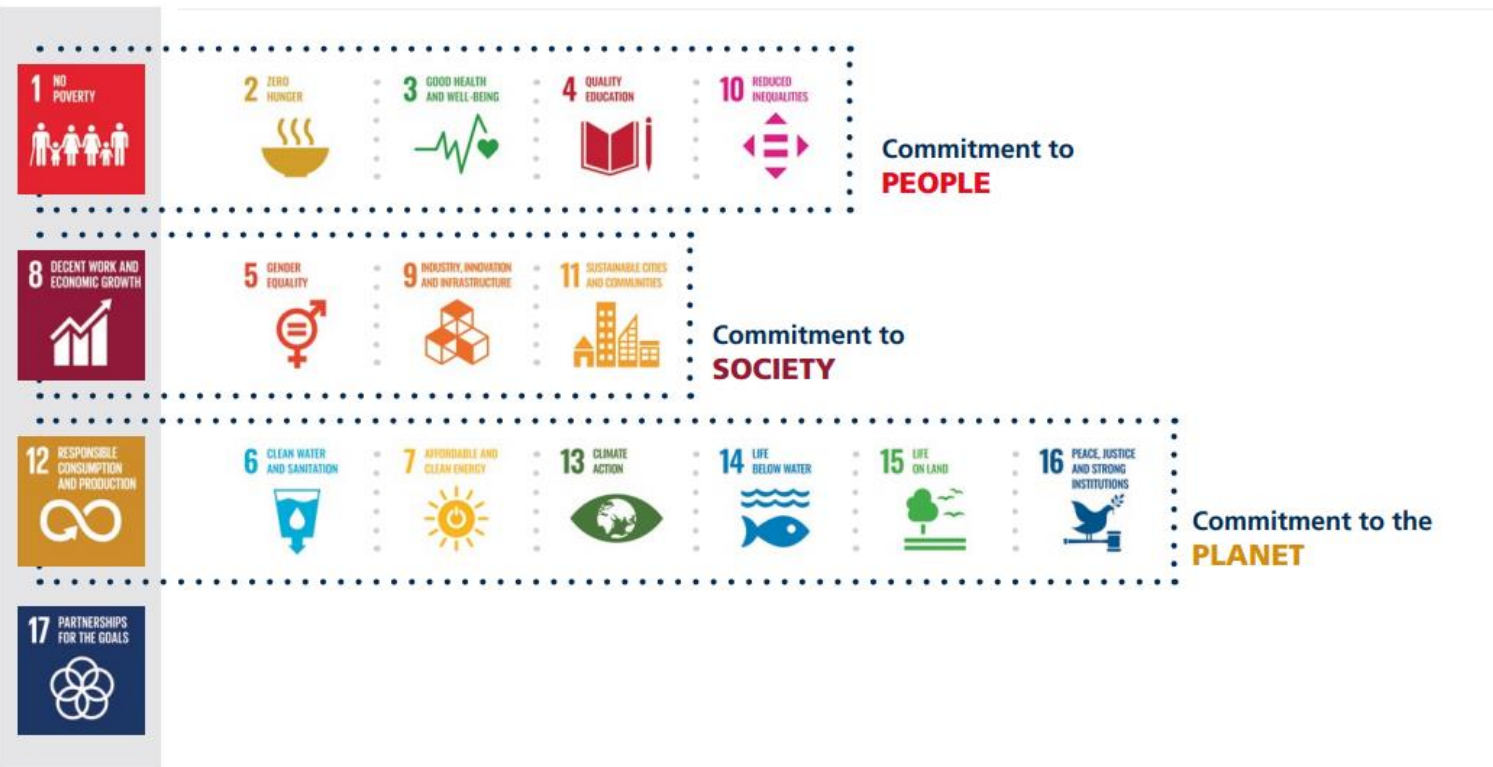 1 NO
POVERTY
2 ZERO
HUNGER
3 GOOD HEALTH
AND WELL-BEING
4 QUALITY
EDUCATION
10 REDUCED
INEQUALITIES
Commitment to
PEOPLE
8 DECENT WORK AND
ECONOMIC GROWTH
5 GENDER
EQUALITY
9 INDUSTRY, INNOVATION
AND INFRASTRUCTURE
11 SUSTAINABLE CITIES
AND COMMUNITIES
Commitment to
SOCIETY
12 RESPONSIBLE
CONSUMPTION
AND PRODUCTION
6 CLEAN WATER
AND SANITATION
7 AFFORDABLE AND
CLEAN ENERGY
13 CLIMATE
ACTION
14 LIFE
BELOW WATER
15 LIFE
ON LAND
16 PEACE, JUSTICE
AND STRONG
INSTITUTIONS
Commitment to the
PLANET
17 PARTNERSHIPS
FOR THE GOALS